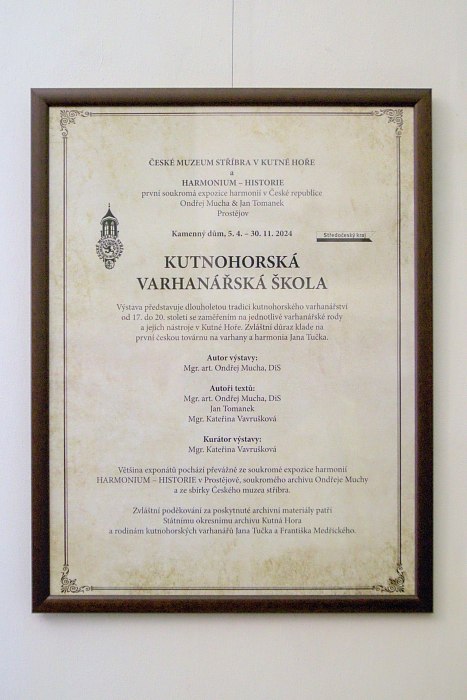 ČESKÉ MUZEUM STŘÍBRA V KUTNÉ HOŘE
a
HARMONIUM – HISTORIE
první soukromá expozice harmonií v České republice
Ondřej Mucha & Jan Tomanek
Prostějov
Kamenný dům, 5. 4. – 30. 11. 2024
Středočeský kraj
KUTNOHORSKÁ
VARHANÁŘSKÁ ŠKOLA
Výstava představuje dlouholetou tradici kutnohorského varhanářství
od 17. do 20. století se zaměřením na jednotlivé varhanářské rody
a jejich nástroje v Kutné Hoře. Zvláštní důraz klade na
první českou továrnu na varhany a harmonia Jana Tučka.
Autor výstavy:
Mgr. art. Ondřej Mucha, DiS
Autoři textů:
Mgr. art. Ondřej Mucha, DiS
Jan Tomanek
Mgr. Kateřina Vavrušková
Kurátor výstavy:
Mgr. Kateřina Vavrušková
Většina exponátů pochází převážně ze soukromé expozice harmonií
HARMONIUM – HISTORIE v Prostějově, soukromého archivu Ondřeje Muchy
a ze sbírky Českého muzea stříbra.
Zvláštní poděkování za poskytnuté archivní materiály patří
Státnímu okresnímu archivu Kutná Hora
a rodinám kutnohorských varhanářů Jana Tučka a Františka Medřického.